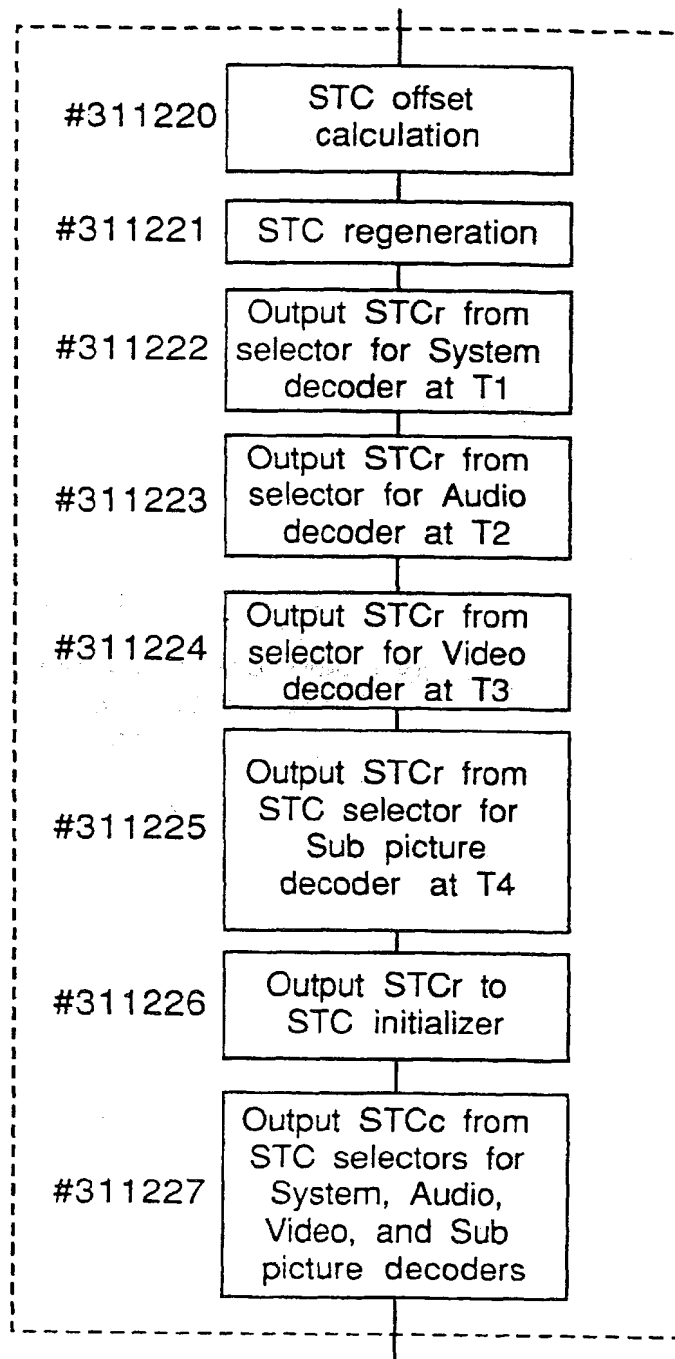 #311220
STC offset
calculation
#311221
STC regeneration
#311222
Output STCr from
selector for System
decoder at T1
#311223
Output STCr from
selector for Audio
decoder at T2
#311224
Output STCr from
selector for Video
decoder at T3
#311225
Output STCr from
STC selector for
Sub picture
decoder at T4
#311226
Output STCr to
STC initializer
#311227
Output STCc from
STC selectors for
System, Audio,
Video, and Sub
picture decoders